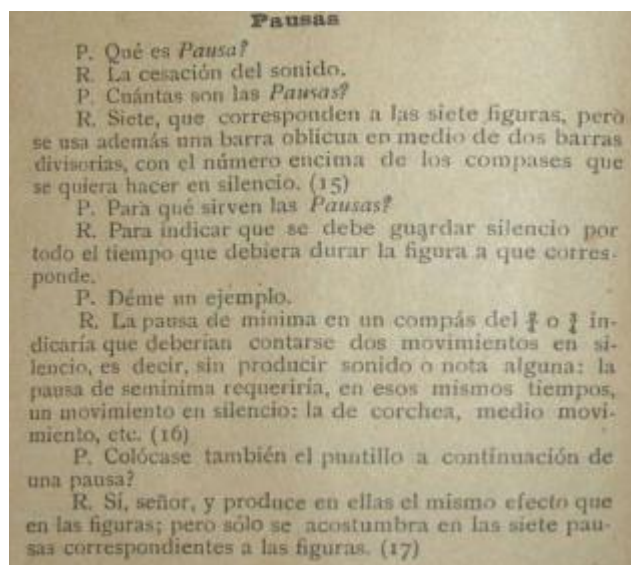 Pausas
P. Qué es Pausa?
R. La cesación del sonido.
P. Cuántas son las Pausas?
R. Siete, que corresponden a las siete figuras, però
se usa además una barra oblicua en medio de dos barras
divisorias, con el número encima de los compases que
se quiera hacer en silencio. (15)
P. Para qué sirven las Pausas?
R. Para indicar que se debe guardar silencio por
todo el tiempo que debiera durar la figura a que corres-
ponde.
P. Déme un ejemplo.
R. La pausa de mínima en un compás del o in-
dicaría que deberían contarse dos movimientos en si-
lencio, es decir, sin producir sonido o nota alguna: la
pausa de semínima requeriría, en esos mismos tiempos,
un movimiento en silencio: la de corchea, medio movi-
miento, etc. (16)
P. Colócase también el puntillo a continuación de
una pausa?
R. Sí, señor, y produce en ellas el mismo efecto que
en las figuras; pero sólo se acostumbra en las siete pau-
sas correspondientes a las figuras. (17)